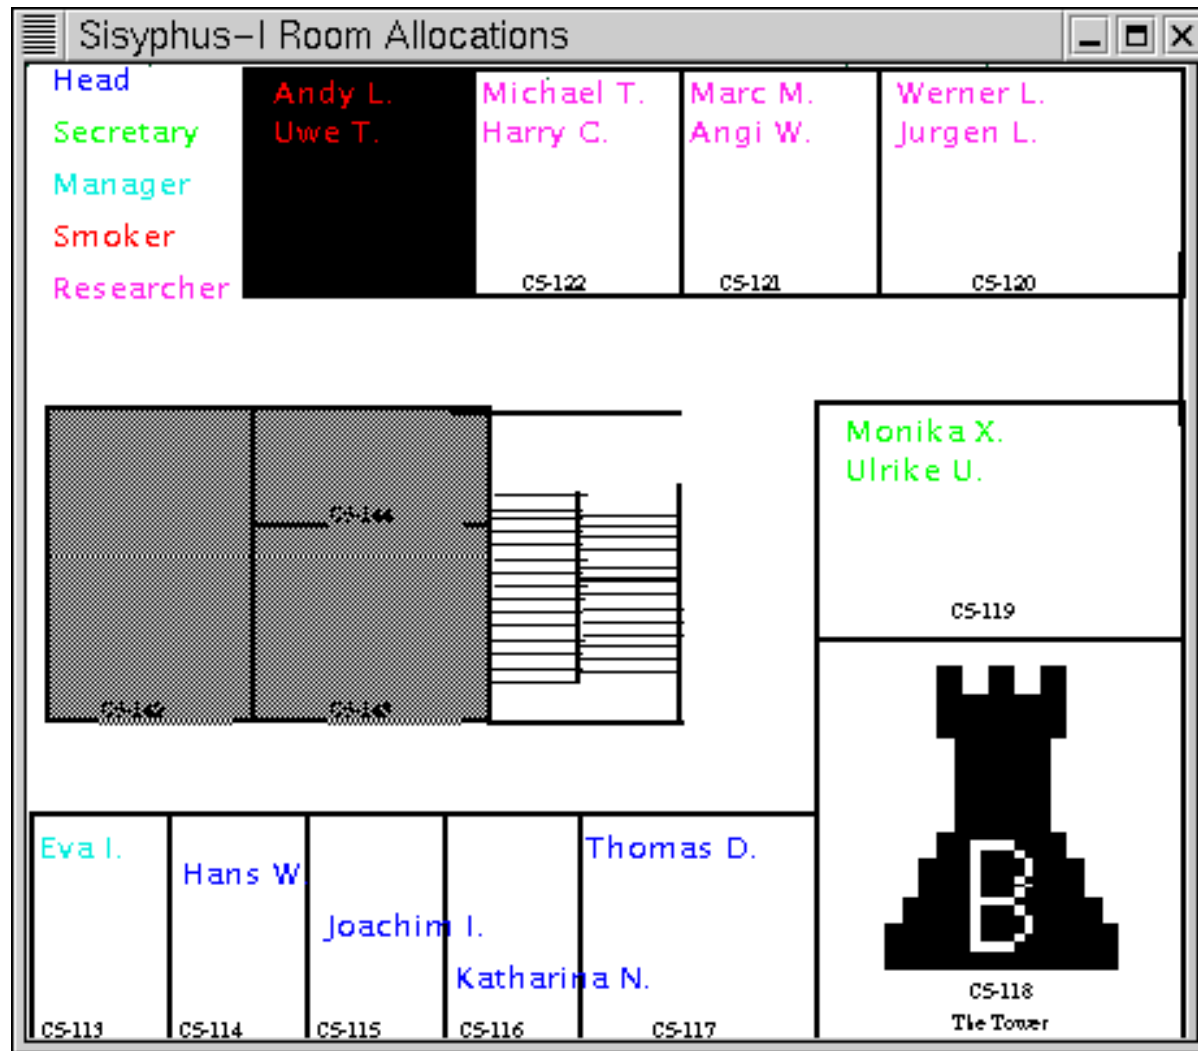 Sisyphus-I Room Allocations
Head
Secretary
Manager
Smoker
Researcher
Andy L.
Uwe T.
Michael T.
Harry C.
CS-122
Marc M.
Angi W.
CS-121
Werner L.
Jurgen L.
CS-120
Monika X.
Ulrike U.
CS-119
B
CS-118
The Tower
Eva I.
CS-113
Hans W.
CS-114
Joachim I.
CS-115
Katharina N.
CS-116
Thomas D.
CS-117